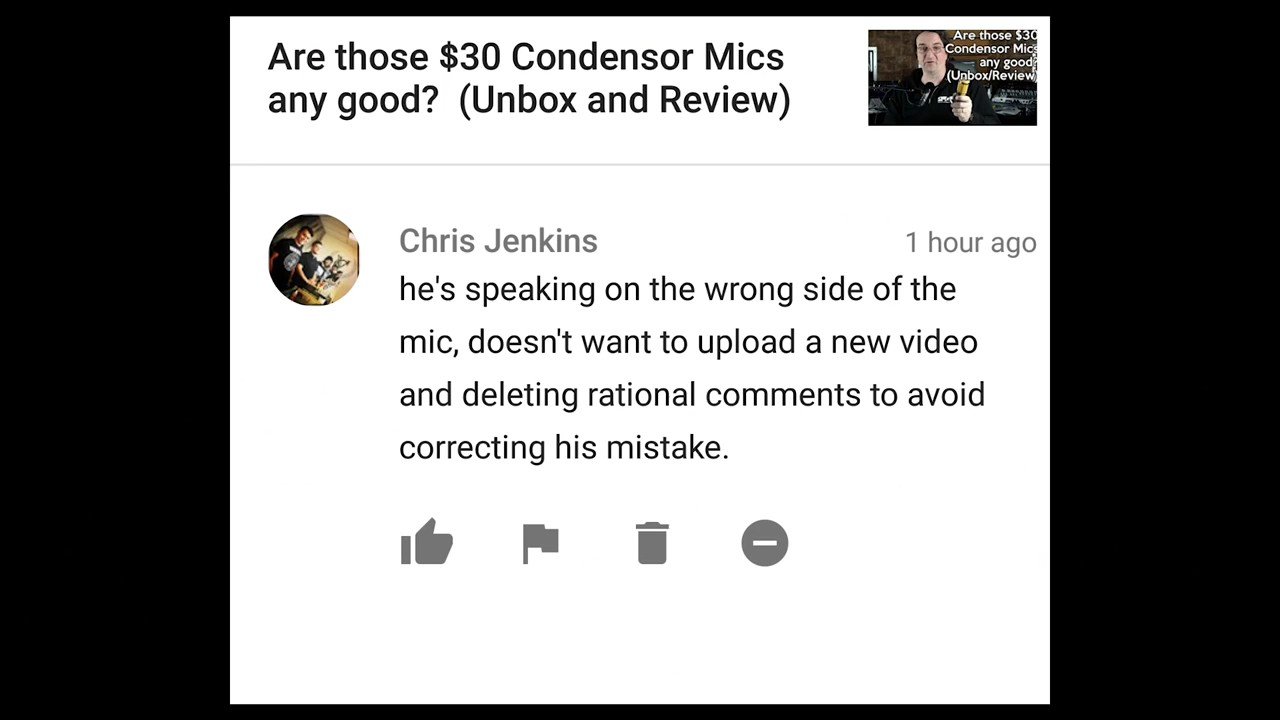 Are those $30 Condensor Mics
any good? (Unbox and Review)
Are those $30
Condensor Mics
any good?
(Unbox/Review)
Chris Jenkins
1 hour ago
he's speaking on the wrong side of the
mic, doesn't want to upload a new video
and deleting rational comments to avoid
correcting his mistake.